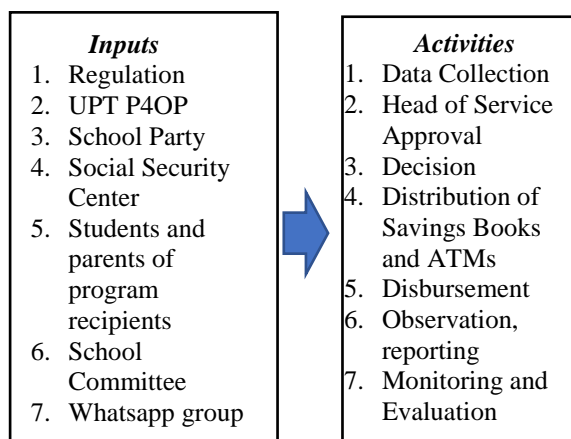 Inputs
1. Regulation
2. UPT P4OP
3. School Party
4. Social Security
Center
5. Students and
parents of
program
recipients
6. School
Committee
7. Whatsapp group
Activities
1. Data Collection
2. Head of Service
Approval
3. Decision
4. Distribution of
Savings Books
and ATMs
5. Disbursement
6. Observation,
reporting
7. Monitoring and
Evaluation